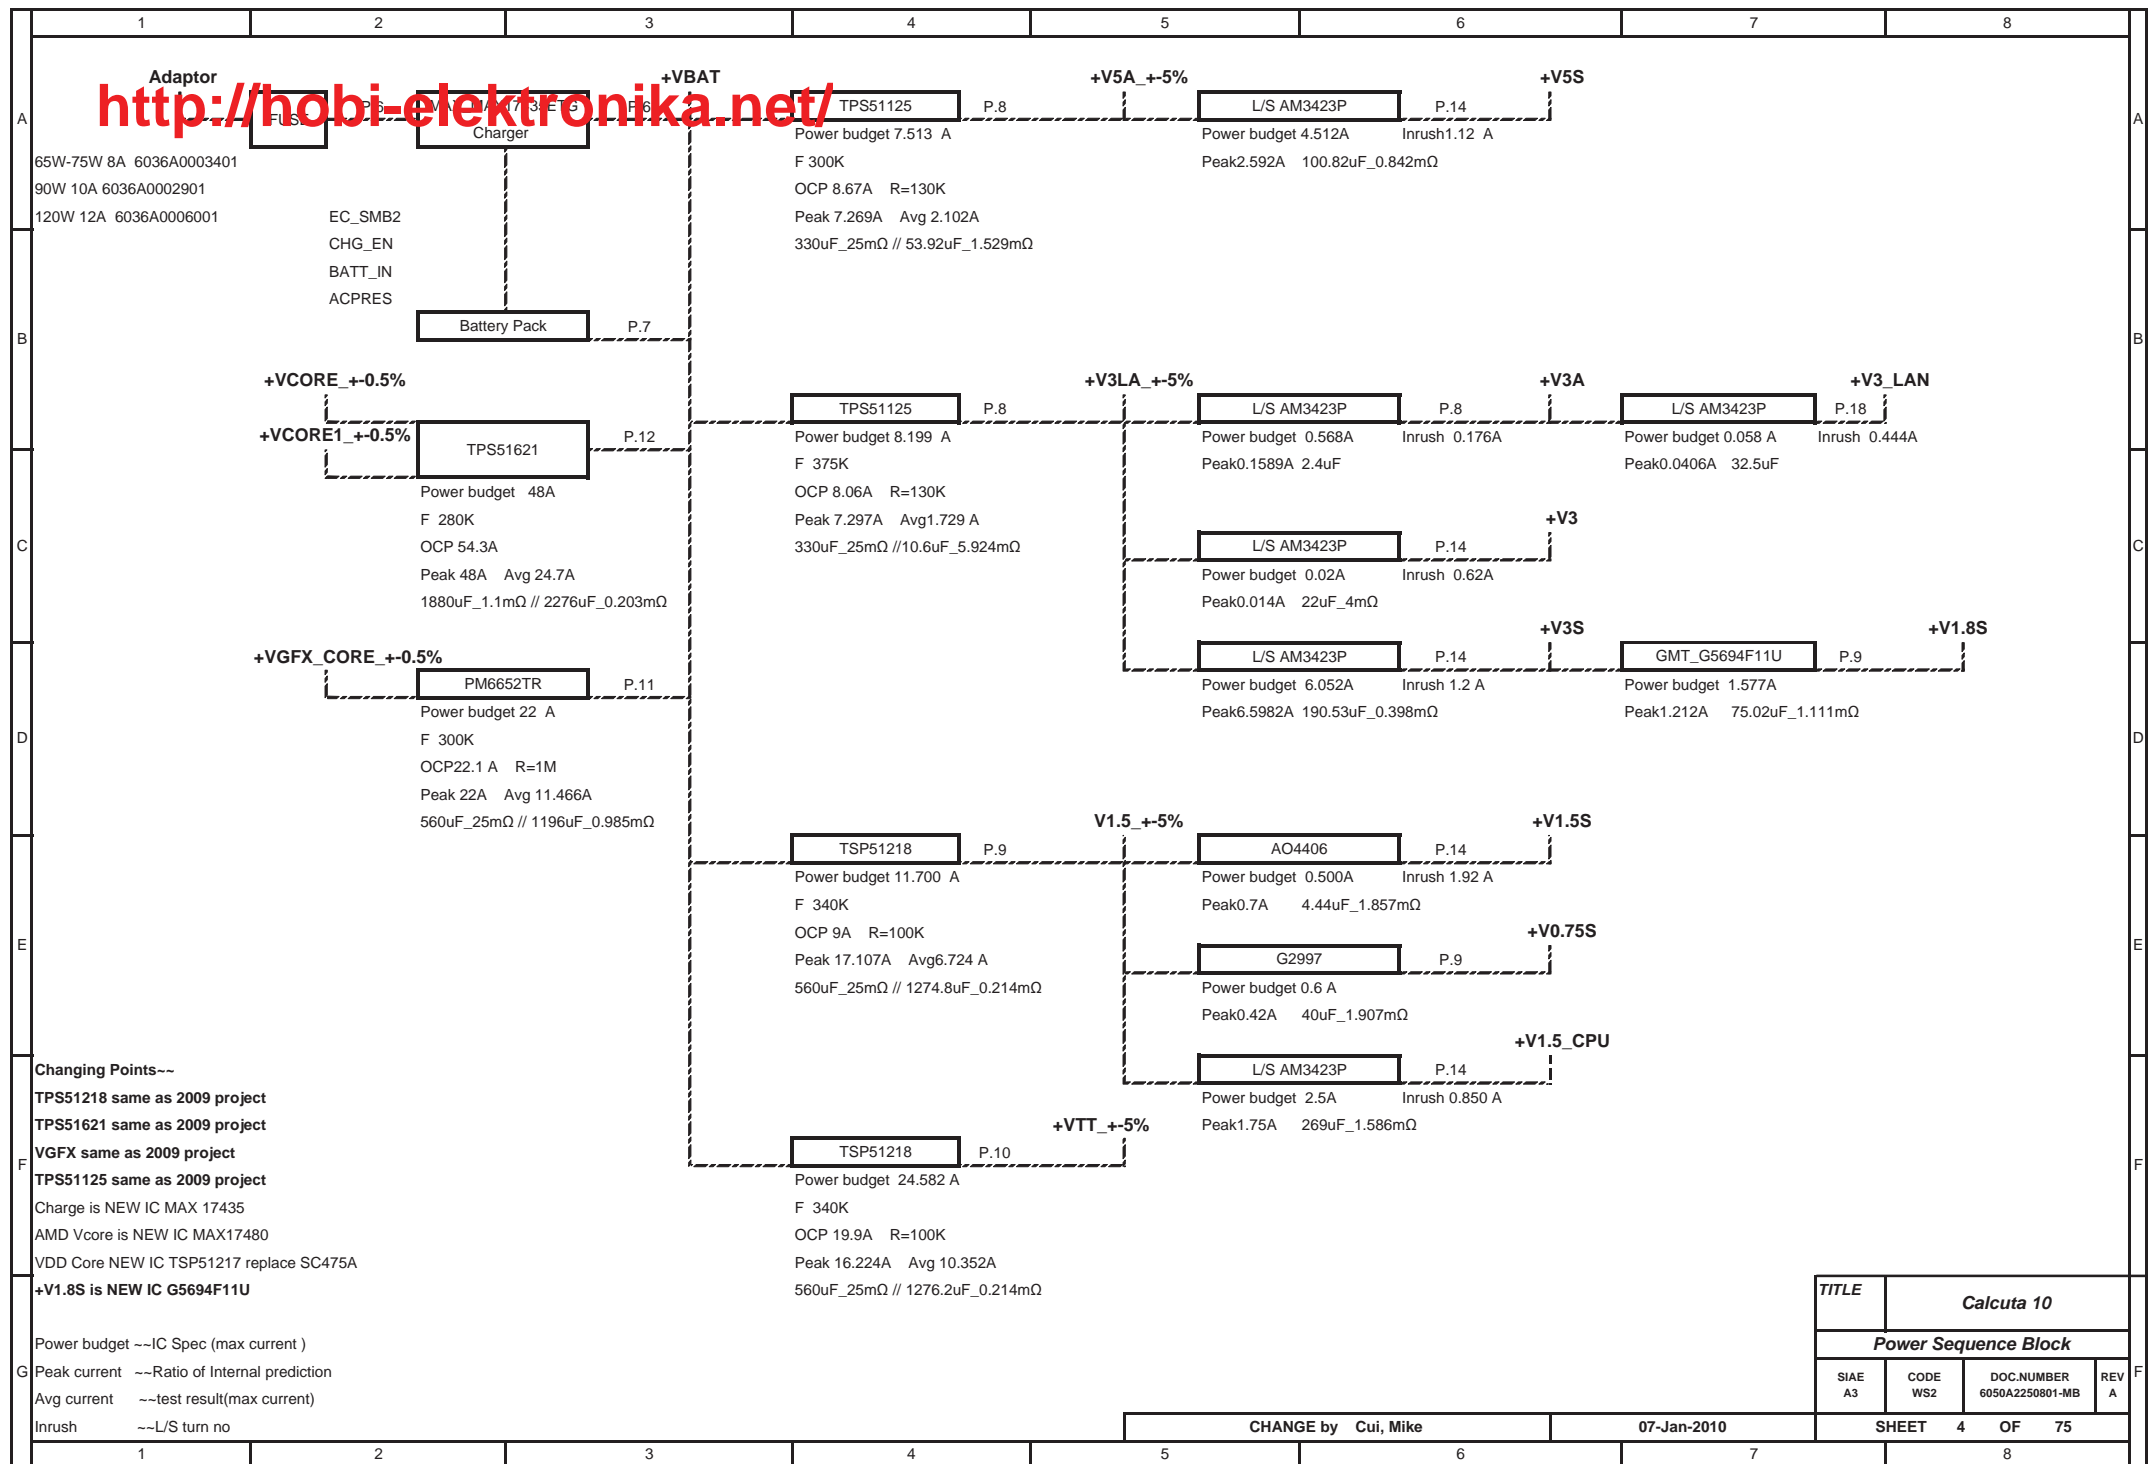 1 2 3 4 5 6 7 8
http://hobi-elektronika.net/
Adaptor
FUSE
P.6
Charger
P.6
+VBAT
TPS51125
P.8
+V5A_+-5%
L/S AM3423P
P.14
+V5S
A
A
65W-75W 8A 6036A0003401
90W 10A 6036A0002901
120W 12A 6036A0006001
EC_SMB2
CHG_EN
BATT_IN
ACPRES
Power budget 7.513 A
F 300K
OCP 8.67A R=130K
Peak 7.269A Avg 2.102A
330uF_25mΩ // 53.92uF_1.529mΩ
Power budget 4.512A Inrush1.12 A
Peak2.592A 100.82uF_0.842mΩ
Battery Pack
P.7
B
B
+VCORE_+-0.5%
+VCORE1_+-0.5%
TPS51621
P.12
Power budget 48A
F 280K
OCP 54.3A
Peak 48A Avg 24.7A
1880uF_1.1mΩ // 2276uF_0.203mΩ
TPS51125
P.8
+V3LA_+-5%
Power budget 8.199 A
F 375K
OCP 8.06A R=130K
Peak 7.297A Avg1.729 A
330uF_25mΩ //10.6uF_5.924mΩ
L/S AM3423P
P.8
+V3A
Power budget 0.568A Inrush 0.176A
Peak0.1589A 2.4uF
L/S AM3423P
P.18
+V3_LAN
Power budget 0.058 A Inrush 0.444A
Peak0.0406A 32.5uF
C
C
+V3
L/S AM3423P
P.14
Power budget 0.02A Inrush 0.62A
Peak0.014A 22uF_4mΩ
+V3S
L/S AM3423P
P.14
Power budget 6.052A Inrush 1.2 A
Peak6.5982A 190.53uF_0.398mΩ
+V1.8S
GMT_G5694F11U
P.9
Power budget 1.577A
Peak1.212A 75.02uF_1.111mΩ
+VGFX_CORE_+-0.5%
PM6652TR
P.11
Power budget 22 A
F 300K
OCP22.1 A R=1M
Peak 22A Avg 11.466A
560uF_25mΩ // 1196uF_0.985mΩ
D
D
TSP51218
P.9
V1.5_+-5%
Power budget 11.700 A
F 340K
OCP 9A R=100K
Peak 17.107A Avg6.724 A
560uF_25mΩ // 1274.8uF_0.214mΩ
AO4406
P.14
+V1.5S
Power budget 0.500A Inrush 1.92 A
Peak0.7A 4.44uF_1.857mΩ
E
E
+V0.75S
G2997
P.9
Power budget 0.6 A
Peak0.42A 40uF_1.907mΩ
+V1.5_CPU
L/S AM3423P
P.14
Power budget 2.5A Inrush 0.850 A
Peak1.75A 269uF_1.586mΩ
+VTT_+-5%
TSP51218
P.10
Power budget 24.582 A
F 340K
OCP 19.9A R=100K
Peak 16.224A Avg 10.352A
560uF_25mΩ // 1276.2uF_0.214mΩ
F
F
Changing Points~~
TPS51218 same as 2009 project
TPS51621 same as 2009 project
VGFX same as 2009 project
TPS51125 same as 2009 project
Charge is NEW IC MAX 17435
AMD Vcore is NEW IC MAX17480
VDD Core NEW IC TSP51217 replace SC475A
+V1.8S is NEW IC G5694F11U
Power budget ~~IC Spec (max current )
Peak current ~~Ratio of Internal prediction
Avg current ~~test result(max current)
Inrush ~~L/S turn no
G
F
TITLE
Calcuta 10
Power Sequence Block
SIAE CODE DOC.NUMBER REV
A3 WS2 6050A2250801-MB A
CHANGE by Cui, Mike
07-Jan-2010
SHEET 4 OF 75
1 2 3 4 5 6 7 8